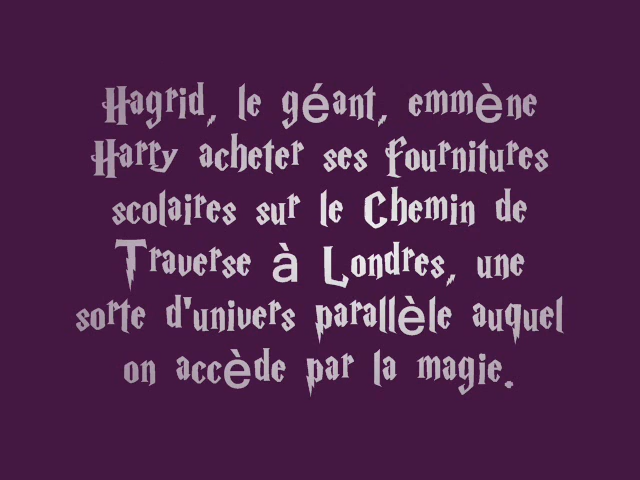 Hagrid, le géant, emmène
Harry acheter ses fournitures
scolaires sur le Chemin de
Traverse à Londres, une
sorte d'univers parallèle auquel
on accède par la magie.